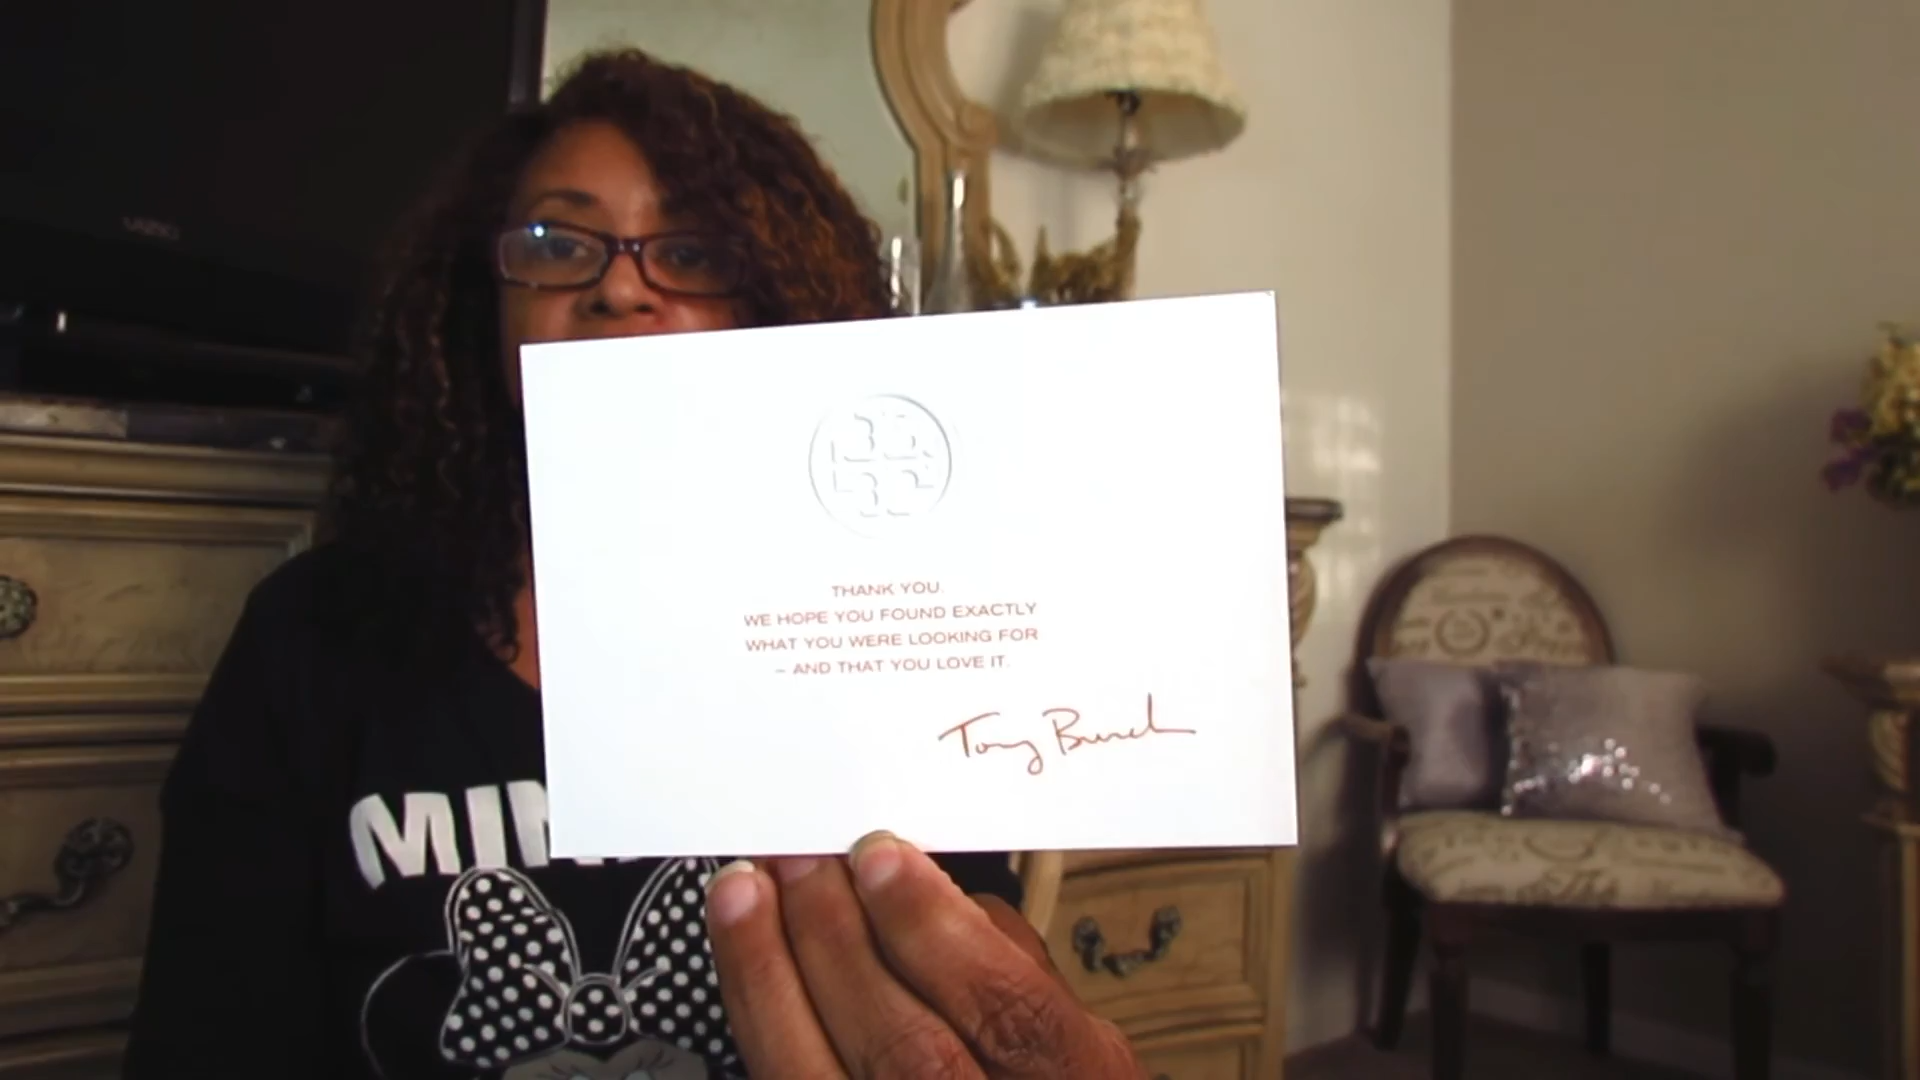 VIZIO
THANK YOU.
WE HOPE YOU FOUND EXACTLY
WHAT YOU WERE LOOKING FOR
– AND THAT YOU LOVE IT.
Tory Burch